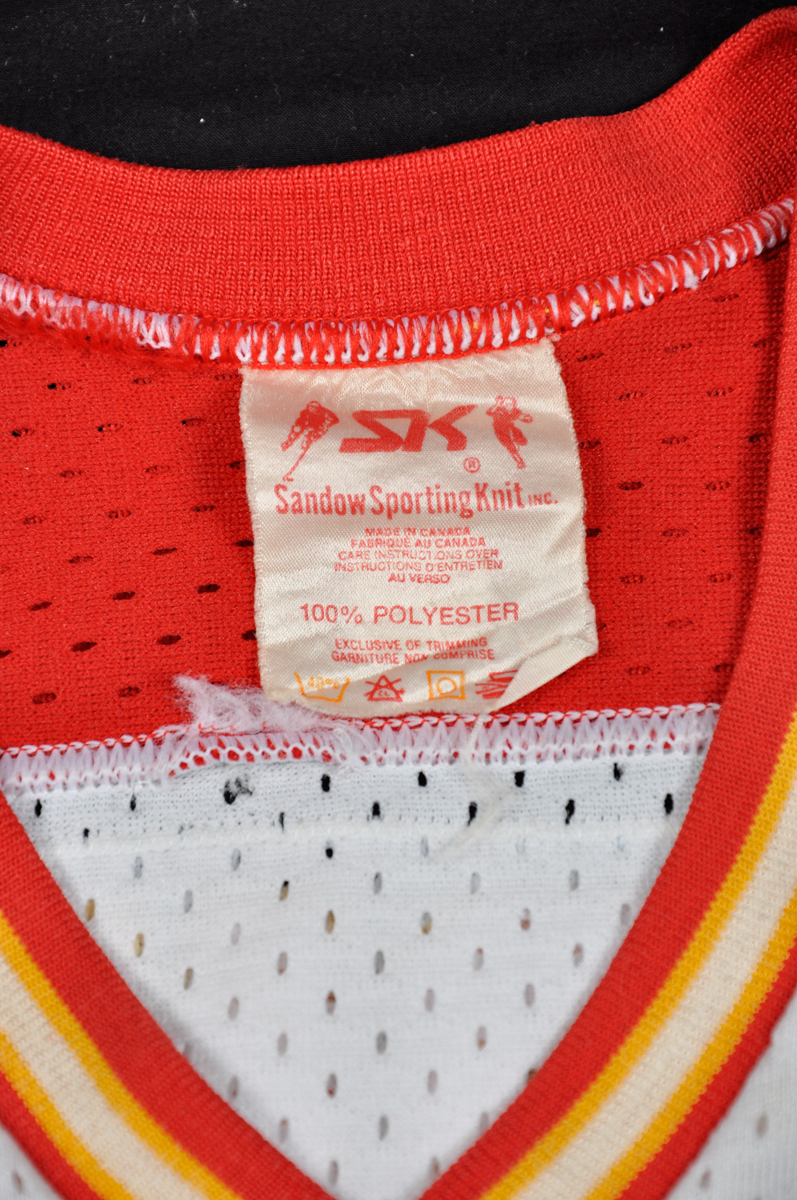 SK
®
Sandow Sporting Knit INC.
MADE IN CANADA
FABRIQUÉ AU CANADA
CARE INSTRUCTIONS OVER
INSTRUCTIONS D'ENTRETIEN
AU VERSO
100% POLYESTER
EXCLUSIVE OF TRIMMING
GARNITURE NON COMPRISE